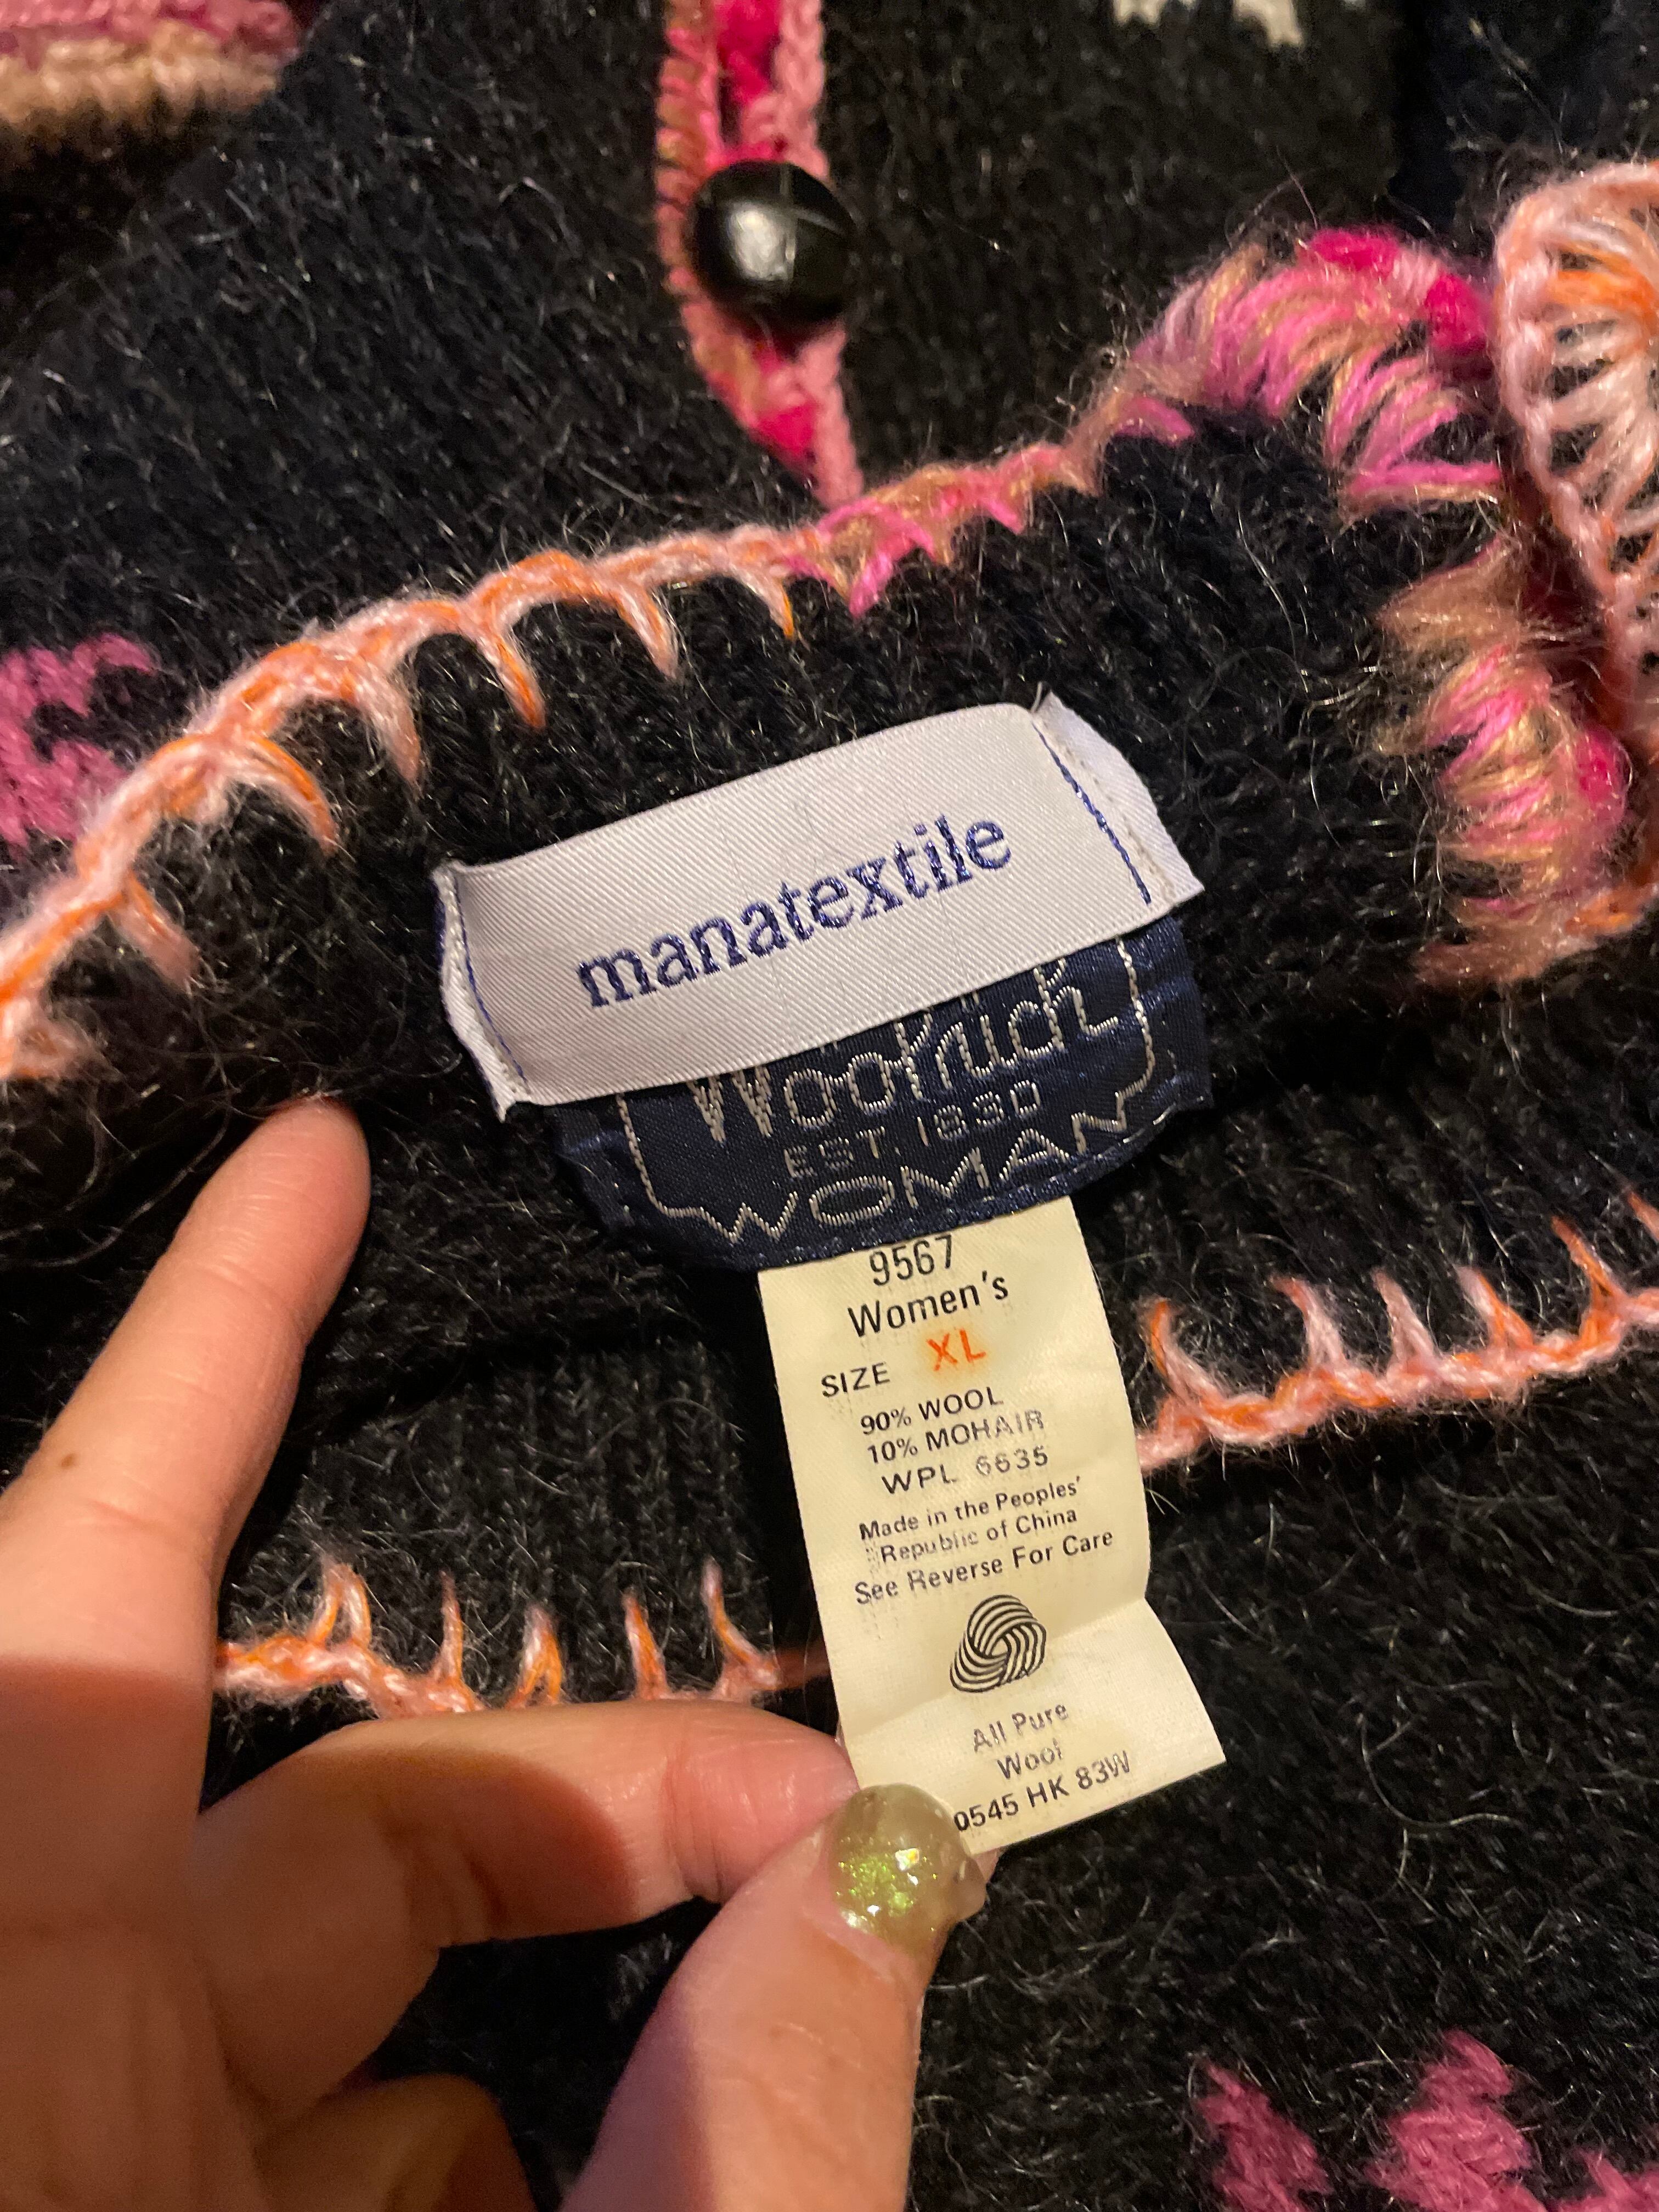 manatextile
Woolrich
EST 1830
WOMAN
9567
Women's
SIZE XL
90% WOOL
10% MOHAIR
WPL 6635
Made in the Peoples'
Republic of China
See Reverse For Care
All Pure
Wool
0545 HK 83W